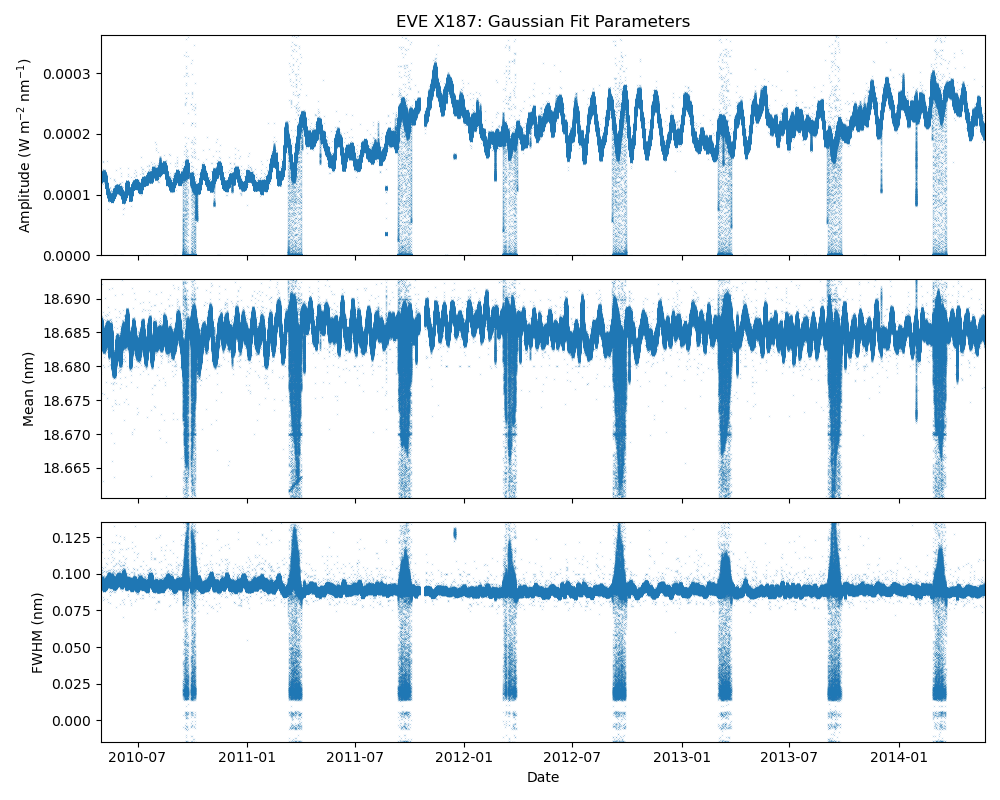 EVE X187: Gaussian Fit Parameters
Amplitude (W m⁻² nm⁻¹)
0.0003
0.0002
0.0001
0.0000
Mean (nm)
18.690
18.685
18.680
18.675
18.670
18.665
FWHM (nm)
0.125
0.100
0.075
0.050
0.025
0.000
2010-07 2011-01 2011-07 2012-01 2012-07 2013-01 2013-07 2014-01
Date